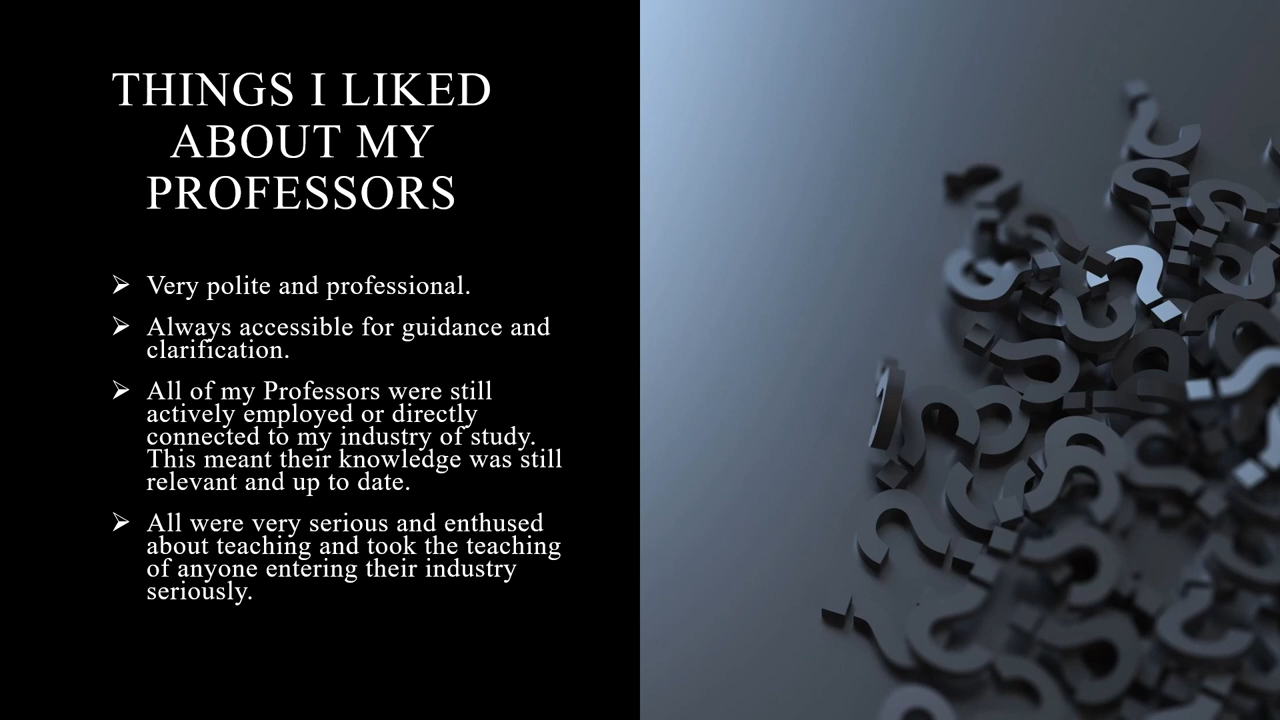 THINGS I LIKED
ABOUT MY
PROFESSORS
Very polite and professional.
Always accessible for guidance and
clarification.
All of my Professors were still
actively employed or directly
connected to my industry of study.
This meant their knowledge was still
relevant and up to date.
All were very serious and enthused
about teaching and took the teaching
of anyone entering their industry
seriously.